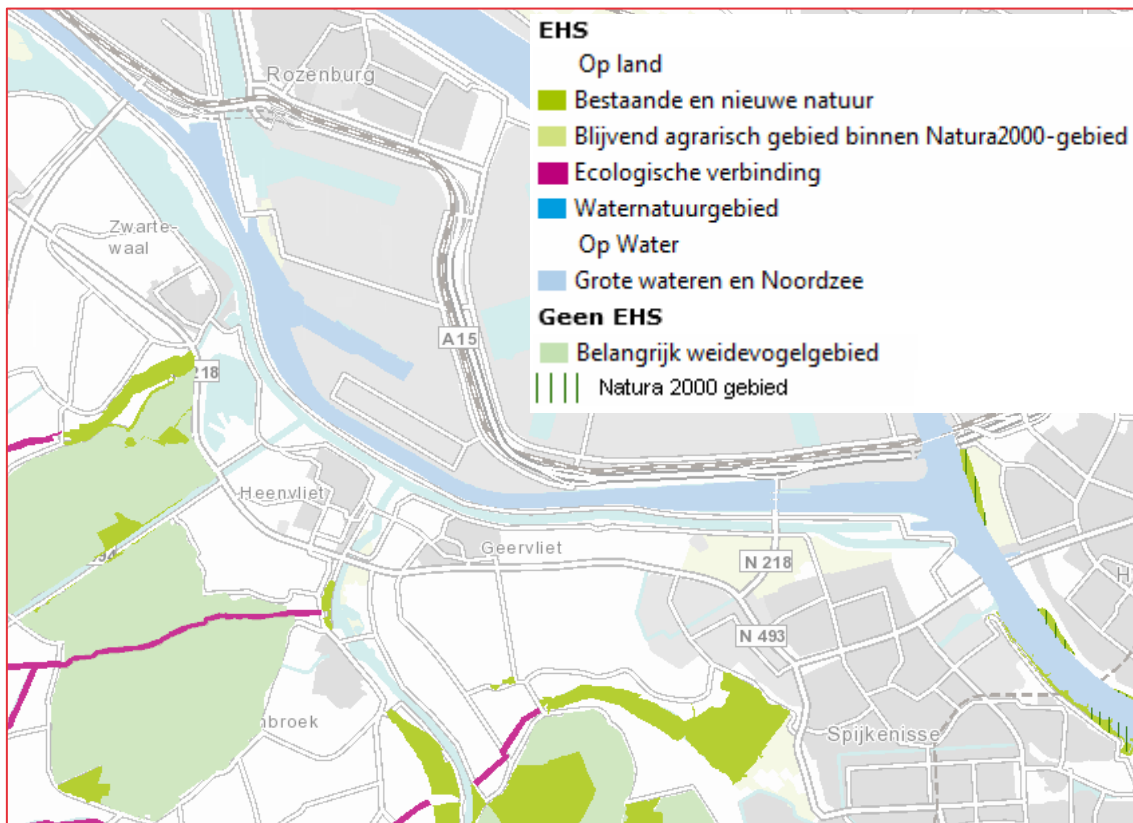 EHS
Op land
Bestaande en nieuwe natuur
Blijvend agrarisch gebied binnen Natura2000-gebied
Ecologische verbinding
Waternatuurgebied
Op Water
Grote wateren en Noordzee
Geen EHS
Belangrijk weidevogelgebied
Natura 2000 gebied
Rozenburg
Zwarte-
waal
A15
218
Heenvliet
Geervliet
N 218
H
N 493
nbroek
Spijkenisse